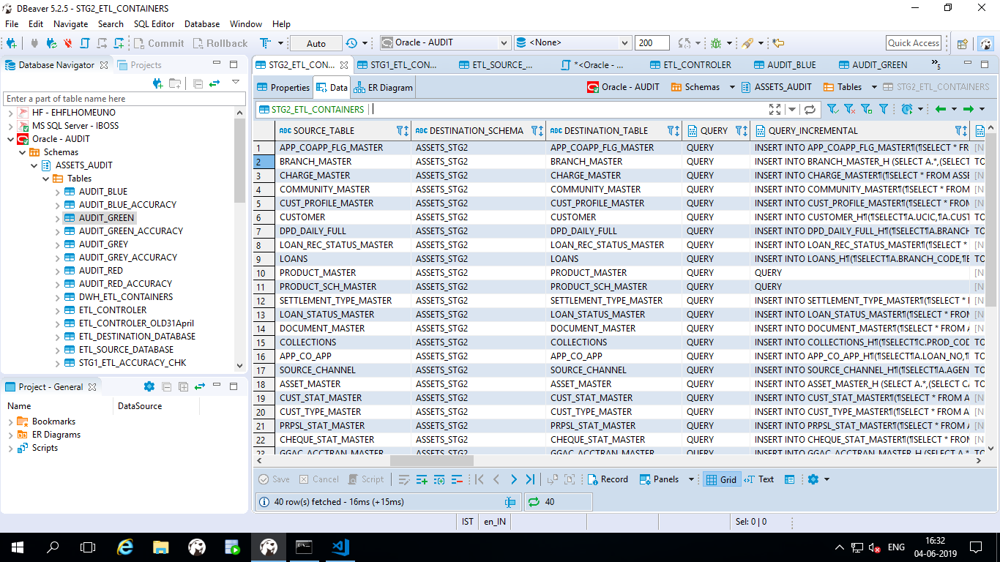 DBeaver 5.2.5 - STG2_ETL_CONTAINERS
File Edit Navigate Search SQL Editor Database Window Help
Commit Rollback Auto Oracle - AUDIT <None> 200 Quick Access
Database Navigator Projects
Enter a part of table name here
HF - EHFLHOMEUNO
MS SQL Server - IBOSS
Oracle - AUDIT
Schemas
ASSETS_AUDIT
Tables
AUDIT_BLUE
AUDIT_BLUE_ACCURACY
AUDIT_GREEN
AUDIT_GREEN_ACCURACY
AUDIT_GREY
AUDIT_GREY_ACCURACY
AUDIT_RED
AUDIT_RED_ACCURACY
DWH_ETL_CONTAINERS
ETL_CONTROLER
ETL_CONTROLER_OLD31April
ETL_DESTINATION_DATABASE
ETL_SOURCE_DATABASE
STG1_ETL_ACCURACY_CHK
Project - General
Name DataSource
Bookmarks
ER Diagrams
Scripts
STG2_ETL_CON... STG1_ETL_CON... ETL_SOURCE_... *<Oracle - ... ETL_CONTROLER AUDIT_BLUE AUDIT_GREEN »5
Properties Data ER Diagram Oracle - AUDIT Schemas ASSETS_AUDIT Tables STG2_ETL_CONTAINERS
STG2_ETL_CONTAINERS
ABC SOURCE_TABLE ABC DESTINATION_SCHEMA ABC DESTINATION_TABLE QUERY QUERY_INCREMENTAL
1 APP_COAPP_FLG_MASTER ASSETS_STG2 APP_COAPP_FLG_MASTER QUERY INSERT INTO APP_COAPP_FLG_MASTER¶(¶SELECT * FR [N
2 BRANCH_MASTER ASSETS_STG2 BRANCH_MASTER QUERY INSERT INTO BRANCH_MASTER_H (SELECT A.*,(SELECT TO
3 CHARGE_MASTER ASSETS_STG2 CHARGE_MASTER QUERY INSERT INTO CHARGE_MASTER¶(¶SELECT * FROM ASSE [N
4 COMMUNITY_MASTER ASSETS_STG2 COMMUNITY_MASTER QUERY INSERT INTO COMMUNITY_MASTER¶(¶SELECT * FROM [N
5 CUST_PROFILE_MASTER ASSETS_STG2 CUST_PROFILE_MASTER QUERY INSERT INTO CUST_PROFILE_MASTER¶(¶SELECT * FROM [N
6 CUSTOMER ASSETS_STG2 CUSTOMER QUERY INSERT INTO CUSTOMER_H¶(¶SELECT¶A.UCIC,¶A.CUST TO
7 DPD_DAILY_FULL ASSETS_STG2 DPD_DAILY_FULL QUERY INSERT INTO DPD_DAILY_FULL_H¶(¶SELECT¶A.BRANCH TO
8 LOAN_REC_STATUS_MASTER ASSETS_STG2 LOAN_REC_STATUS_MASTER QUERY INSERT INTO LOAN_REC_STATUS_MASTER¶(¶SELECT * [N
9 LOANS ASSETS_STG2 LOANS QUERY INSERT INTO LOANS_H¶(¶SELECT¶A.BRANCH_CODE,¶E TO
10 PRODUCT_MASTER ASSETS_STG2 PRODUCT_MASTER QUERY QUERY [N
11 PRODUCT_SCH_MASTER ASSETS_STG2 PRODUCT_SCH_MASTER QUERY QUERY [N
12 SETTLEMENT_TYPE_MASTER ASSETS_STG2 SETTLEMENT_TYPE_MASTER QUERY INSERT INTO SETTLEMENT_TYPE_MASTER¶(¶SELECT * [N
13 LOAN_STATUS_MASTER ASSETS_STG2 LOAN_STATUS_MASTER QUERY INSERT INTO LOAN_STATUS_MASTER¶(¶SELECT * FROM [N
14 DOCUMENT_MASTER ASSETS_STG2 DOCUMENT_MASTER QUERY INSERT INTO DOCUMENT_MASTER¶(¶SELECT * FROM A [N
15 COLLECTIONS ASSETS_STG2 COLLECTIONS QUERY INSERT INTO COLLECTIONS_H¶(¶SELECT¶C.PROD_COD TO
16 APP_CO_APP ASSETS_STG2 APP_CO_APP QUERY INSERT INTO APP_CO_APP_H¶(¶SELECT¶A.LOAN_NO,¶ TO
17 SOURCE_CHANNEL ASSETS_STG2 SOURCE_CHANNEL QUERY INSERT INTO SOURCE_CHANNEL_H¶(¶SELECT¶A.AGEN TO
18 ASSET_MASTER ASSETS_STG2 ASSET_MASTER QUERY INSERT INTO ASSET_MASTER_H (SELECT A.*,(SELECT CA TO
19 CUST_STAT_MASTER ASSETS_STG2 CUST_STAT_MASTER QUERY INSERT INTO CUST_STAT_MASTER¶(¶SELECT * FROM A [N
20 CUST_TYPE_MASTER ASSETS_STG2 CUST_TYPE_MASTER QUERY INSERT INTO CUST_TYPE_MASTER¶(¶SELECT * FROM A [N
21 PRPSL_STAT_MASTER ASSETS_STG2 PRPSL_STAT_MASTER QUERY INSERT INTO PRPSL_STAT_MASTER¶(¶SELECT * FROM A [N
22 CHEQUE_STAT_MASTER ASSETS_STG2 CHEQUE_STAT_MASTER QUERY INSERT INTO CHEQUE_STAT_MASTER¶(¶SELECT * FROM [N
23 GGAC_ACCTRAN_MASTER ASSETS_STG2 GGAC_ACCTRAN_MASTER QUERY INSERT INTO GGAC_ACCTRAN_MASTER_H (SELECT A.* TO
Save Cancel Script Record Panels Grid Text
40 row(s) fetched - 16ms (+15ms) 40
IST en_IN Sel: 0 | 0
ENG 16:32
04-06-2019